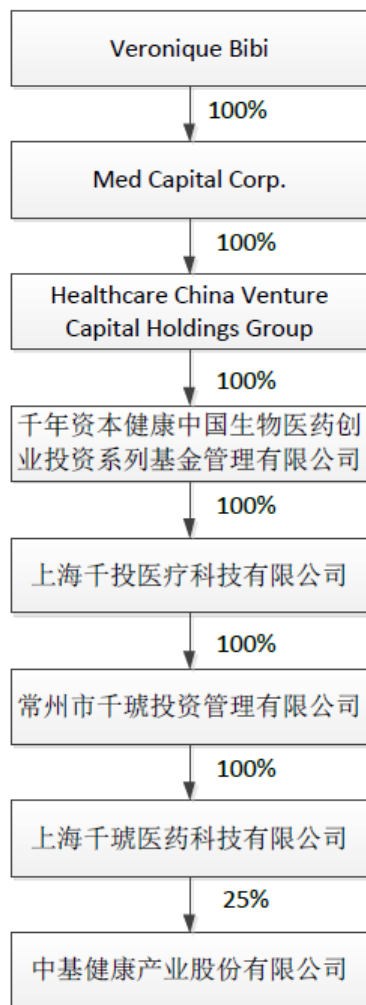 Veronique Bibi
100%
Med Capital Corp.
100%
Healthcare China Venture
Capital Holdings Group
100%
千年资本健康中国生物医药创
业投资系列基金管理有限公司
100%
上海千投医疗科技有限公司
100%
常州市千琥投资管理有限公司
100%
上海千琥医药科技有限公司
25%
中基健康产业股份有限公司